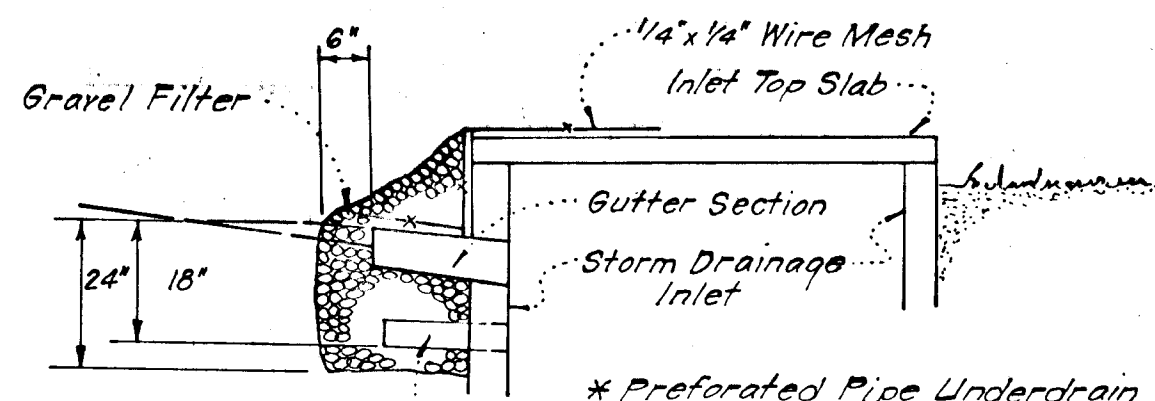 6"
1/4" x 1/4" Wire Mesh
Inlet Top Slab
Gravel Filter
Gutter Section
24"
18"
Storm Drainage
Inlet
* Preforated Pipe Underdrain